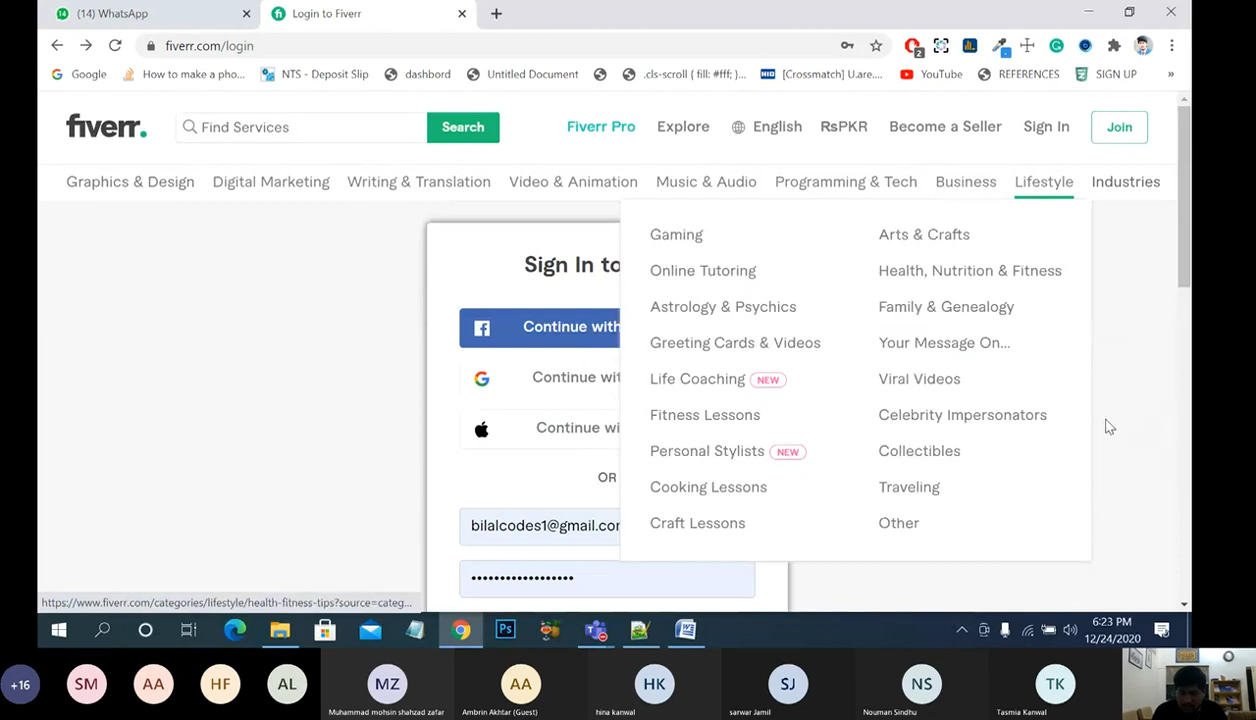 (14) WhatsApp
Login to Fiverr
fiverr.com/login
2
Google
How to make a pho...
NTS - Deposit Slip
dashbord
Untitled Document
.cls-scroll { fill: #fff; }...
HID
[Crossmatch] U.are....
YouTube
REFERENCES
SIGN UP
»
fiverr.
Find Services
Search
Fiverr Pro
Explore
English
RsPKR
Become a Seller
Sign In
Join
Graphics & Design
Digital Marketing
Writing & Translation
Video & Animation
Music & Audio
Programming & Tech
Business
Lifestyle
Industries
Sign In to
Continue with
Continue wi
Continue wi
OR
bilalcodes1@gmail.co
Gaming
Online Tutoring
Astrology & Psychics
Greeting Cards & Videos
Life Coaching NEW
Fitness Lessons
Personal Stylists NEW
Cooking Lessons
Craft Lessons
Arts & Crafts
Health, Nutrition & Fitness
Family & Genealogy
Your Message On...
Viral Videos
Celebrity Impersonators
Collectibles
Traveling
Other
https://www.fiverr.com/categories/lifestyle/health-fitness-tips?source=categ...
Ps
6:23 PM
12/24/2020
+16
SM
AA
HF
AL
MZ
Muhammad mohsin shahzad zafar
AA
Ambrin Akhtar (Guest)
HK
hina kanwal
SJ
sarwar Jamil
NS
Nouman Sindhu
TK
Tasmia Kanwal